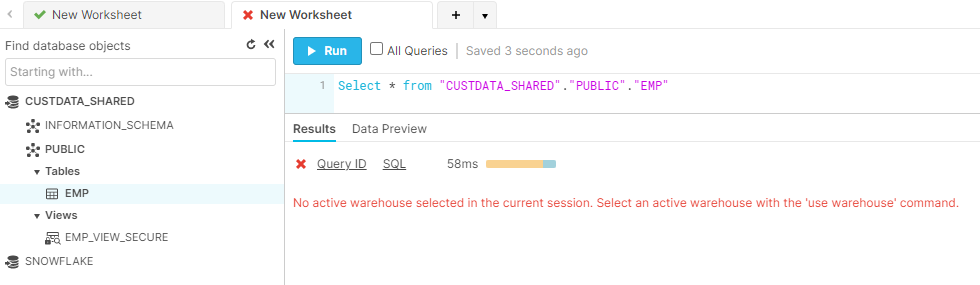 New Worksheet
New Worksheet
+
Find database objects
Starting with...
CUSTDATA_SHARED
INFORMATION_SCHEMA
PUBLIC
Tables
EMP
Views
EMP_VIEW_SECURE
SNOWFLAKE
Run
All Queries
Saved 3 seconds ago
1 Select * from "CUSTDATA_SHARED"."PUBLIC"."EMP"
Results Data Preview
Query ID SQL 58ms
No active warehouse selected in the current session. Select an active warehouse with the 'use warehouse' command.